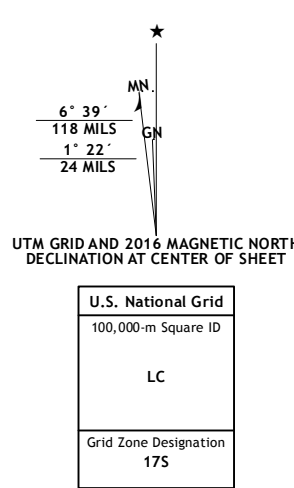 MN
6° 39´
118 MILS
GN
1° 22´
24 MILS
UTM GRID AND 2016 MAGNETIC NORTH
DECLINATION AT CENTER OF SHEET
U.S. National Grid
100,000-m Square ID
LC
Grid Zone Designation
17S